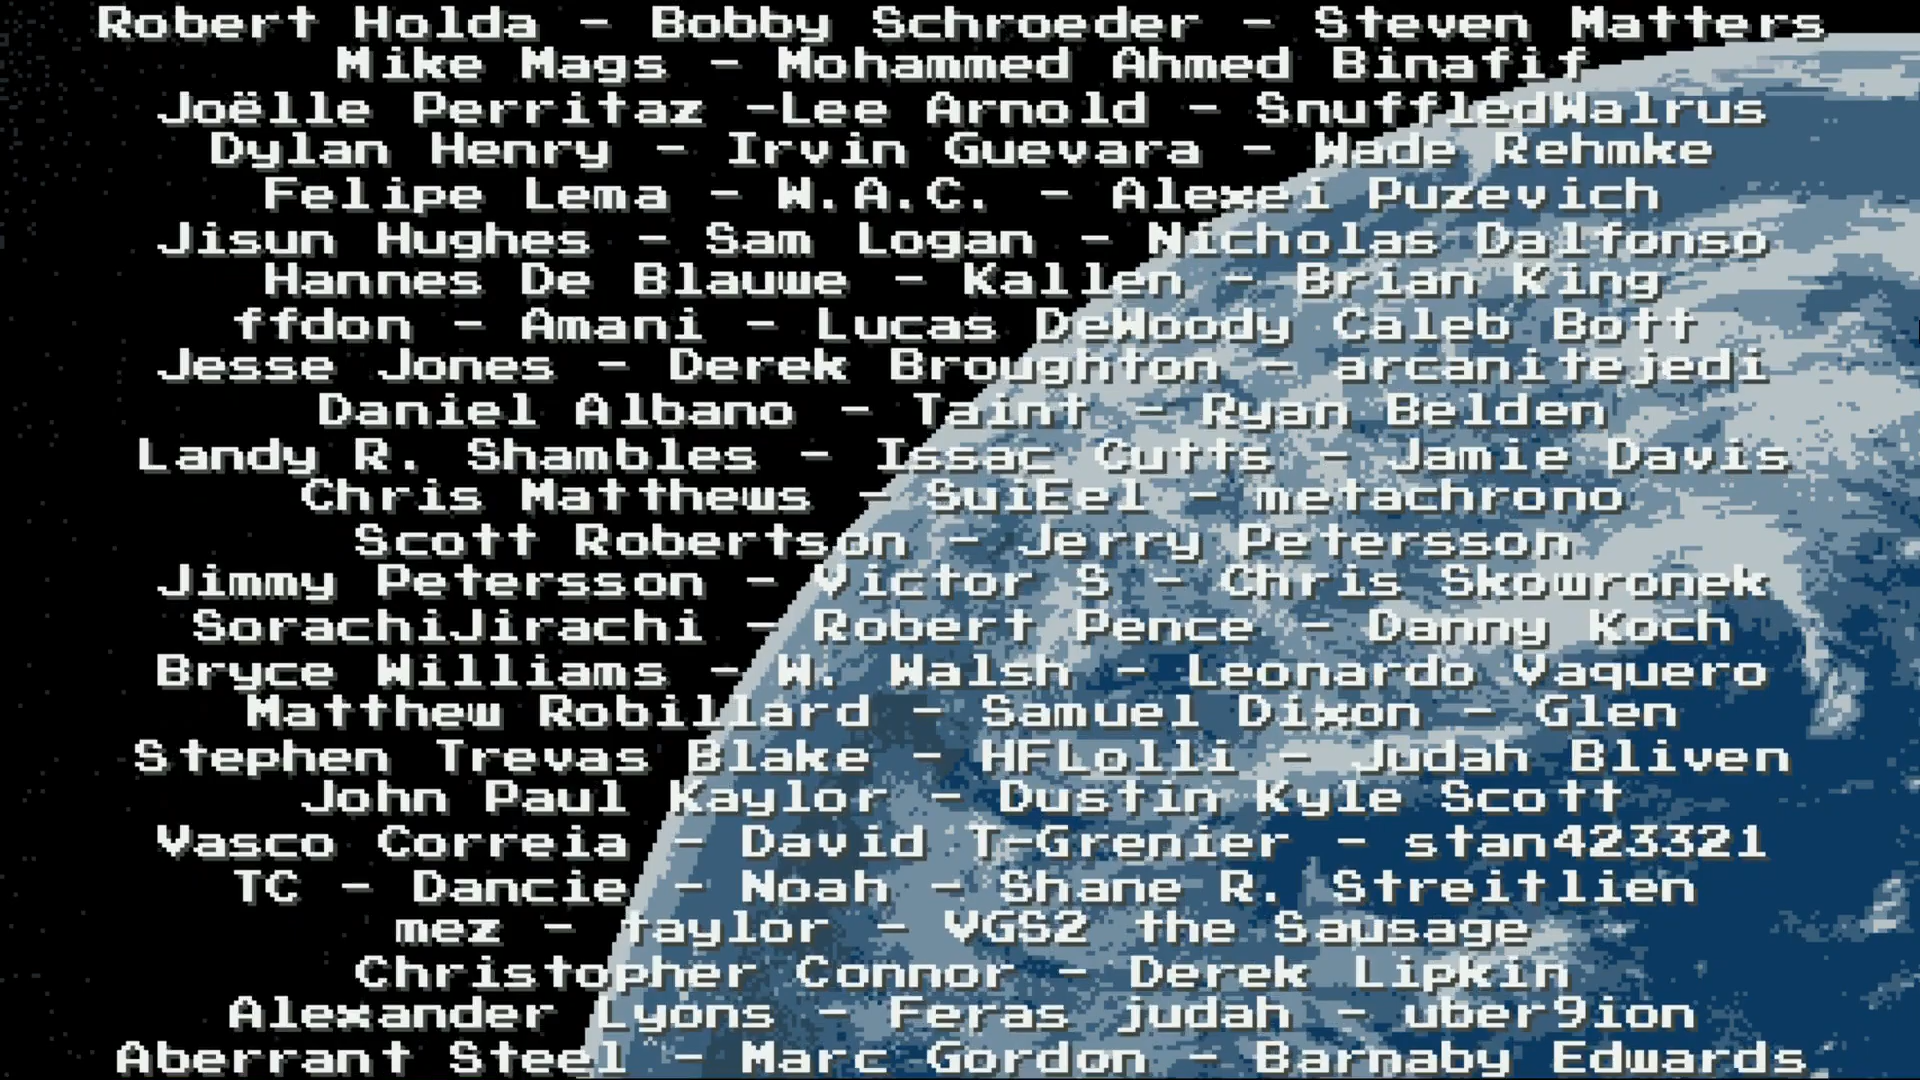 Robert Holda - Bobby Schroeder - Steven Matters
Mike Mags - Mohammed Ahmed Binafif
Joëlle Perritaz -Lee Arnold - SnuffledWalrus
Dylan Henry - Irvin Guevara - Wade Rehmke
Felipe Lema - W.A.C. - Alexei Puzevich
Jisun Hughes - Sam Logan - Nicholas Dalfonso
Hannes De Blauwe - Kallen - Brian King
ffdon - Amani - Lucas DeWoody Caleb Bott
Jesse Jones - Derek Broughton - arcanitejedi
Daniel Albano - Taint - Ryan Belden
Landy R. Shambles - Issac Cutts - Jamie Davis
Chris Matthews - SuiEel - metachrono
Scott Robertson - Jerry Petersson
Jimmy Petersson - Victor S - Chris Skowronek
SorachiJirachi - Robert Pence - Danny Koch
Bryce Williams - W. Walsh - Leonardo Vaquero
Matthew Robillard - Samuel Dixon - Glen
Stephen Trevas Blake - HFLolli - Judah Bliven
John Paul Kaylor - Dustin Kyle Scott
Vasco Correia - David T-Grenier - stan423321
TC - Dancie - Noah - Shane R. Streitlien
mez - taylor - VGS2 the Sausage
Christopher Connor - Derek Lipkin
Alexander Lyons - Feras judah - uber9ion
Aberrant Steel - Marc Gordon - Barnaby Edwards